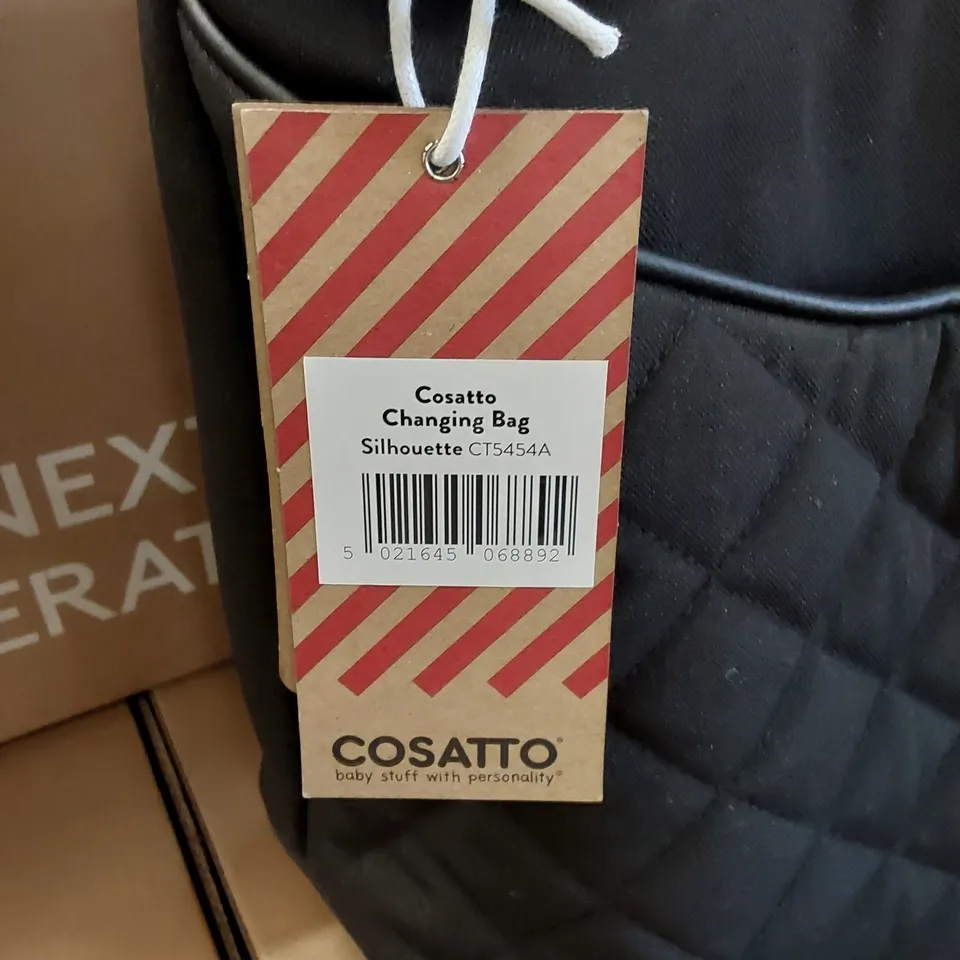 Cosatto
Changing Bag
Silhouette CT5454A
5 021645 068892
COSATTO®
baby stuff with personality®
NEXT
ERAT